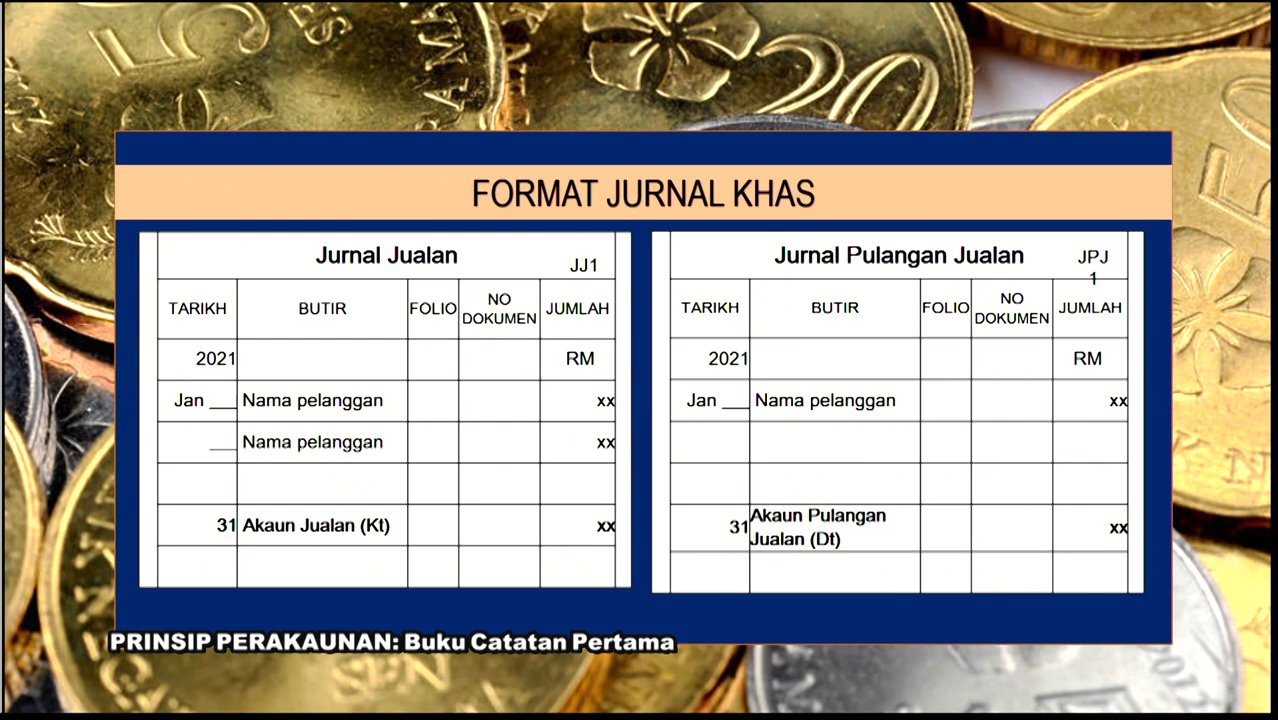 FORMAT JURNAL KHAS
Jurnal Jualan
JJ1
TARIKH BUTIR FOLIO NO DOKUMEN JUMLAH
2021 RM
Jan ___ Nama pelanggan xx
___ Nama pelanggan xx
31 Akaun Jualan (Kt) xx
Jurnal Pulangan Jualan
JPJ
1
TARIKH BUTIR FOLIO NO DOKUMEN JUMLAH
2021 RM
Jan ___ Nama pelanggan xx
31 Akaun Pulangan Jualan (Dt) xx
PRINSIP PERAKAUNAN: Buku Catatan Pertama
20
5
SEN